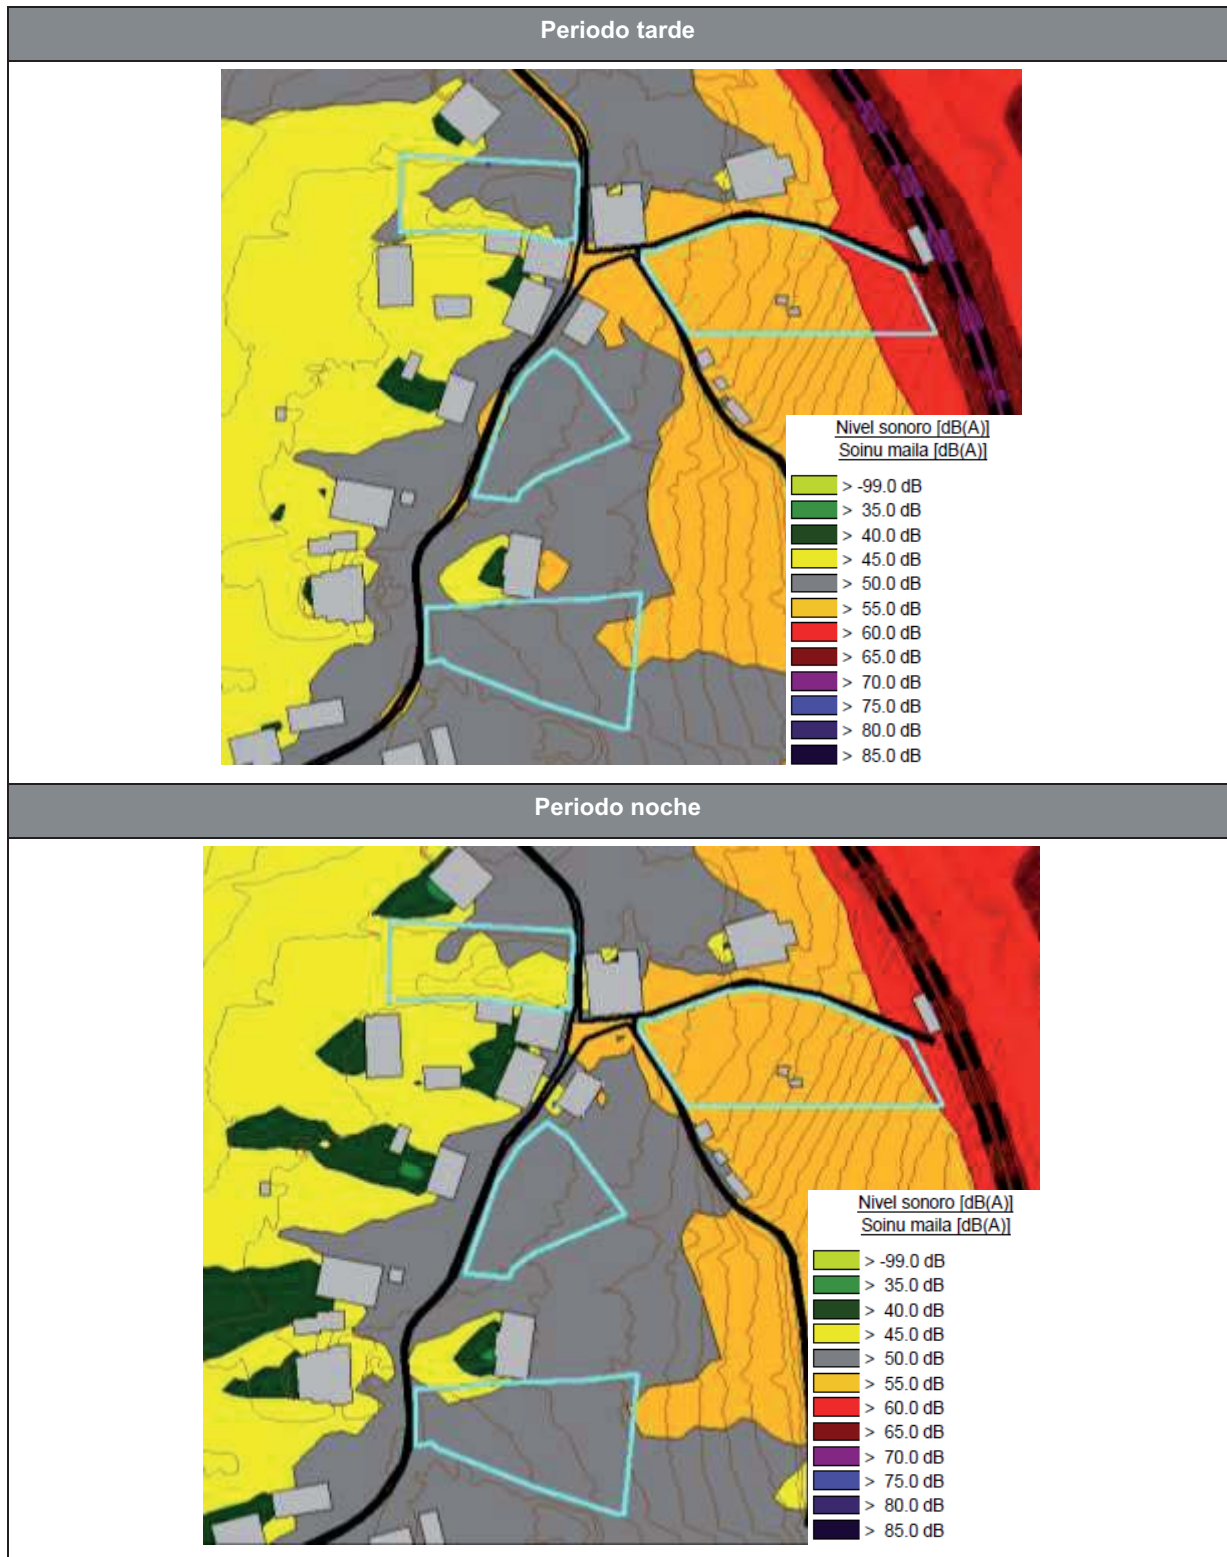 Periodo tarde
Nivel sonoro [dB(A)]
Soinu maila [dB(A)]
> -99.0 dB
> 35.0 dB
> 40.0 dB
> 45.0 dB
> 50.0 dB
> 55.0 dB
> 60.0 dB
> 65.0 dB
> 70.0 dB
> 75.0 dB
> 80.0 dB
> 85.0 dB
Periodo noche
Nivel sonoro [dB(A)]
Soinu maila [dB(A)]
> -99.0 dB
> 35.0 dB
> 40.0 dB
> 45.0 dB
> 50.0 dB
> 55.0 dB
> 60.0 dB
> 65.0 dB
> 70.0 dB
> 75.0 dB
> 80.0 dB
> 85.0 dB